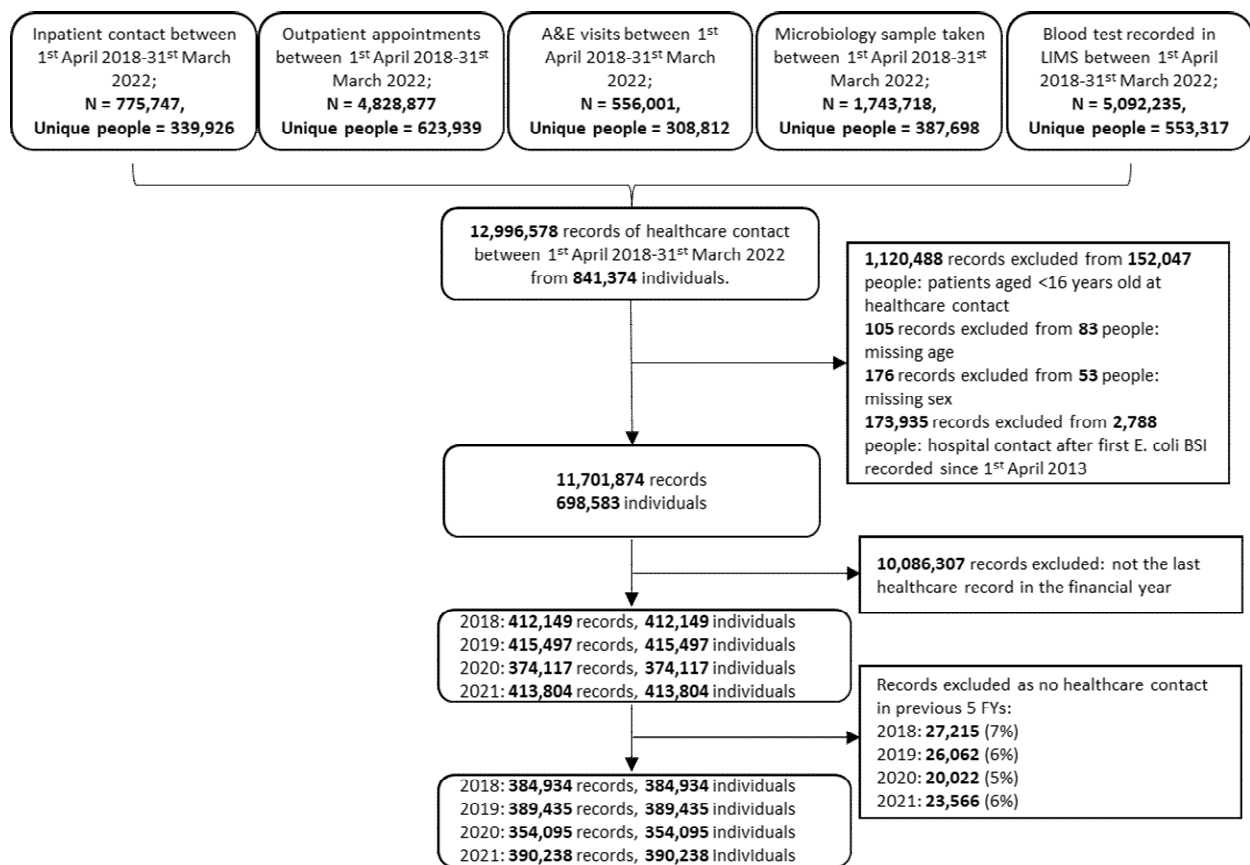 Inpatient contact between
1st April 2018-31st March
2022;
N = 775,747,
Unique people = 339,926
Outpatient appointments
between 1st April 2018-31st
March 2022;
N = 4,828,877
Unique people = 623,939
A&E visits between 1st
April 2018-31st March
2022;
N = 556,001,
Unique people = 308,812
Microbiology sample taken
between 1st April 2018-31st
March 2022;
N = 1,743,718,
Unique people = 387,698
Blood test recorded in
LIMS between 1st April
2018-31st March 2022;
N = 5,092,235,
Unique people = 553,317
12,996,578 records of healthcare contact
between 1st April 2018-31st March 2022
from 841,374 individuals.
1,120,488 records excluded from 152,047
people: patients aged <16 years old at
healthcare contact
105 records excluded from 83 people:
missing age
176 records excluded from 53 people:
missing sex
173,935 records excluded from 2,788
people: hospital contact after first E. coli BSI
recorded since 1st April 2013
11,701,874 records
698,583 individuals
10,086,307 records excluded: not the last
healthcare record in the financial year
2018: 412,149 records, 412,149 individuals
2019: 415,497 records, 415,497 individuals
2020: 374,117 records, 374,117 individuals
2021: 413,804 records, 413,804 individuals
Records excluded as no healthcare contact
in previous 5 FYs:
2018: 27,215 (7%)
2019: 26,062 (6%)
2020: 20,022 (5%)
2021: 23,566 (6%)
2018: 384,934 records, 384,934 individuals
2019: 389,435 records, 389,435 individuals
2020: 354,095 records, 354,095 individuals
2021: 390,238 records, 390,238 individuals